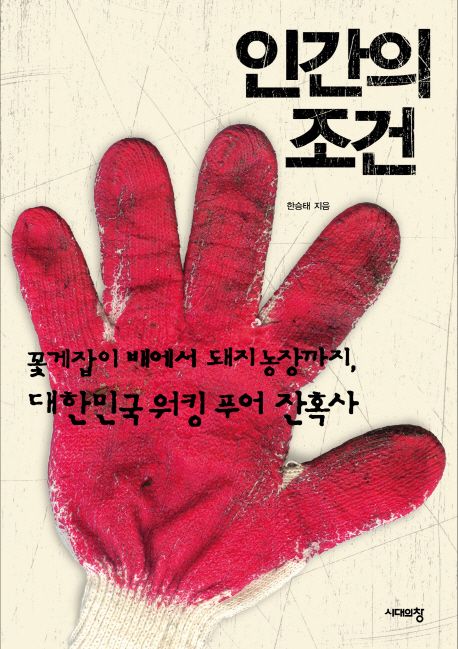 인간의
조건
한승태 지음
꽃게잡이 배에서 돼지 농장까지,
대한민국 워킹 푸어 잔혹사
시대의창